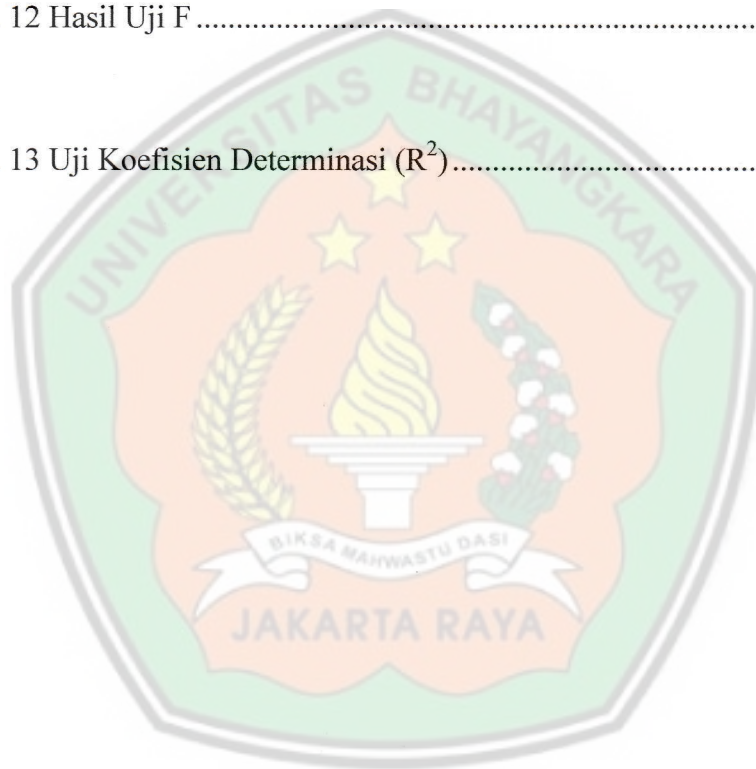 12 Hasil Uji F ........................................................................
UNIVERSITAS BHAYANGKARA
13 Uji Koefisien Determinasi (R²) ......................................
BIKSA MAHWASTU DASI
JAKARTA RAYA